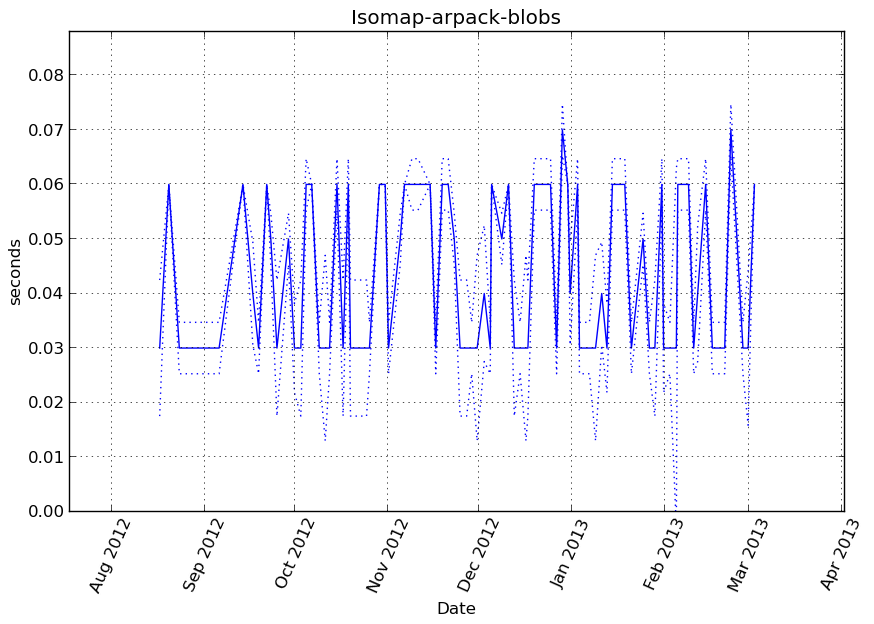 Isomap-arpack-blobs
0.08
0.07
0.06
0.05
0.04
0.03
0.02
0.01
0.00
seconds
Aug 2012
Sep 2012
Oct 2012
Nov 2012
Dec 2012
Jan 2013
Feb 2013
Mar 2013
Apr 2013
Date